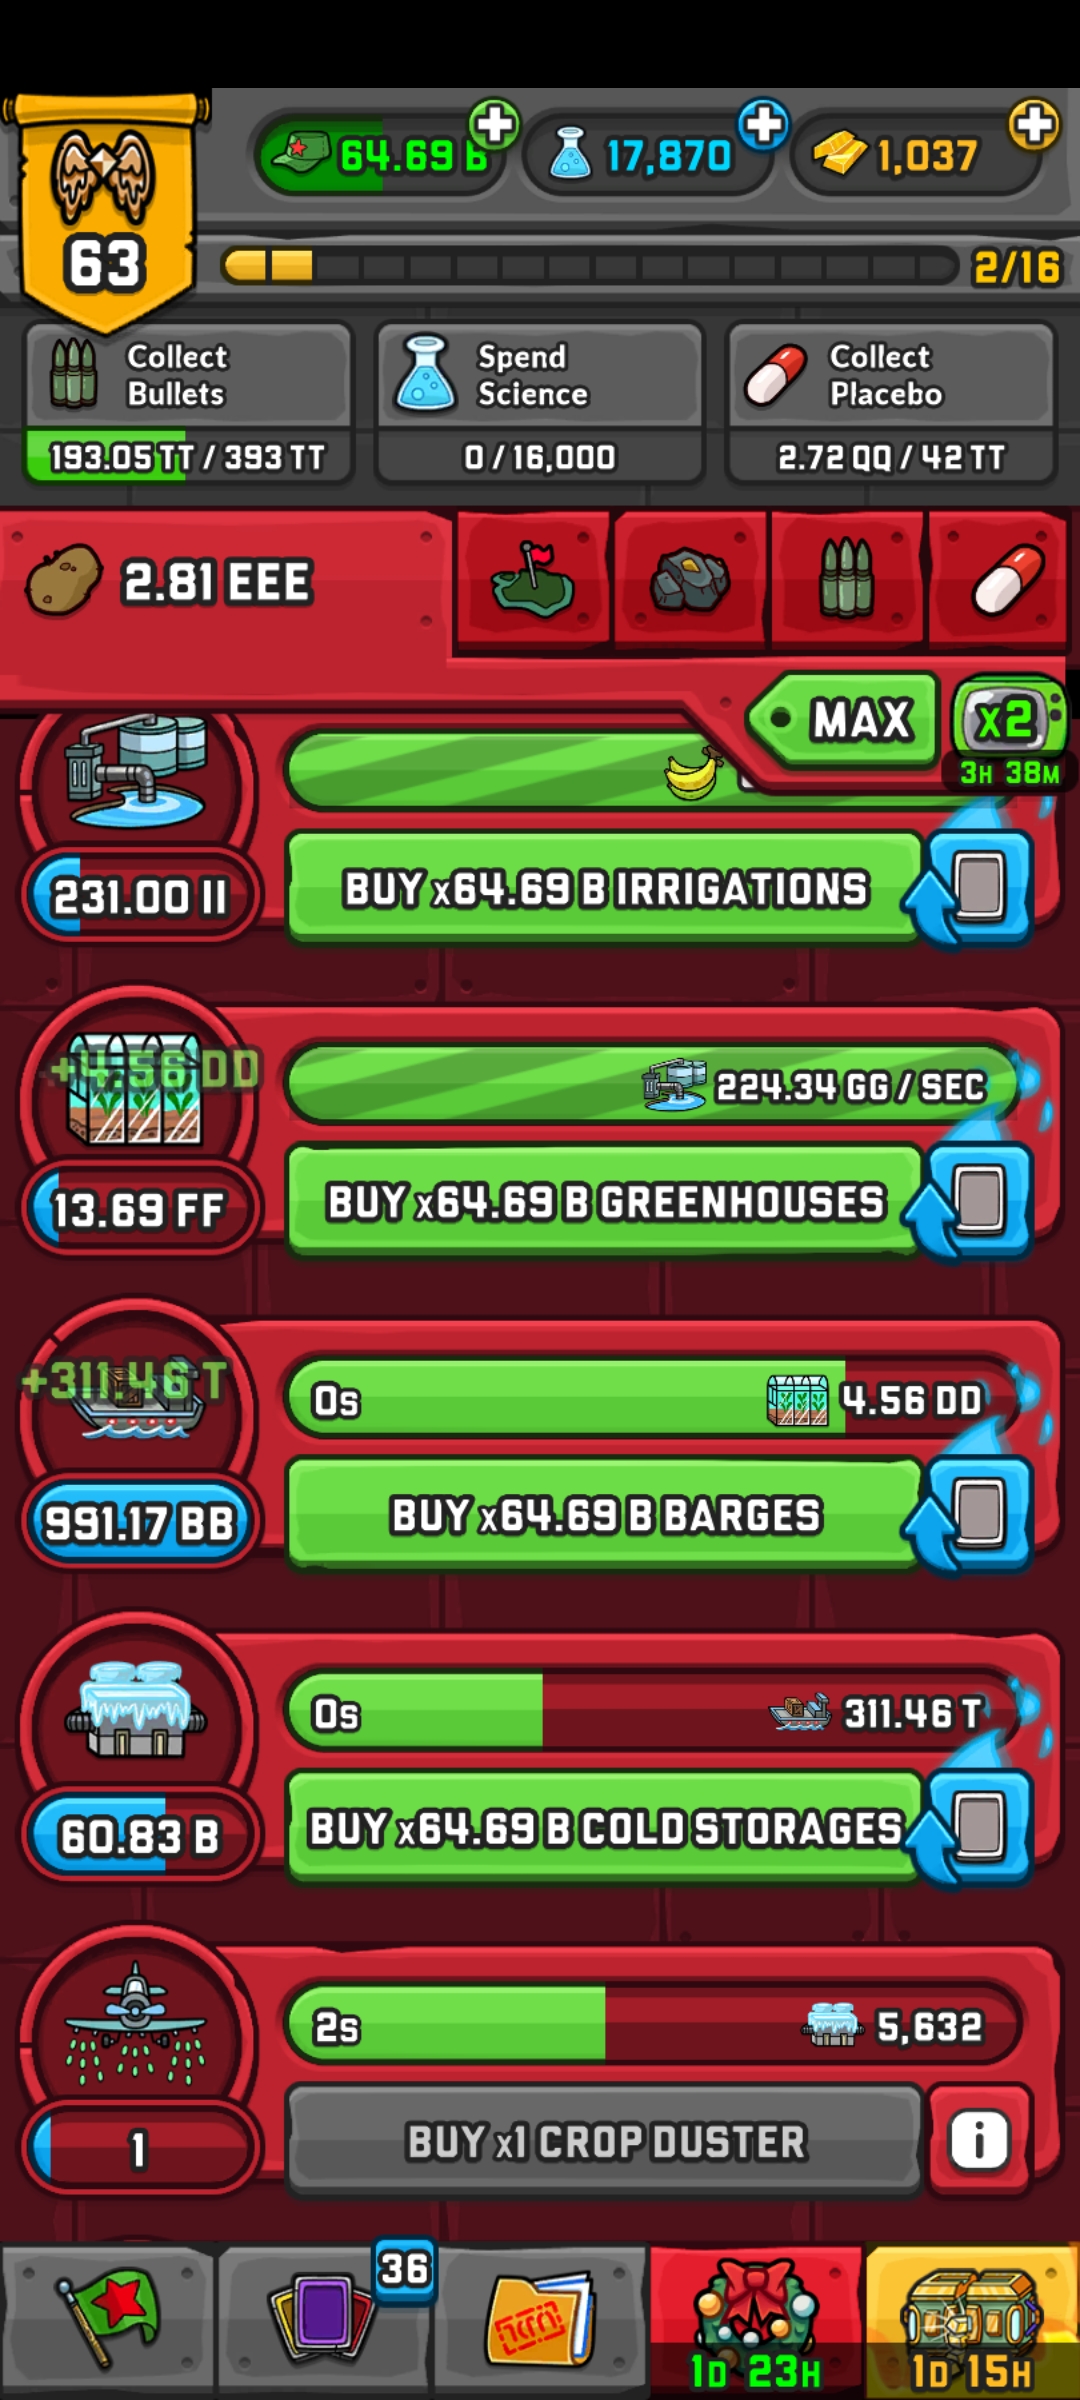 64.69 B
17,870
1,037
63
2/16
Collect
Bullets
193.05 TT / 393 TT
Spend
Science
0 / 16,000
Collect
Placebo
2.72 QQ / 42 TT
2.81 EEE
MAX
x2
3H 38M
231.00 II
BUY x64.69 B IRRIGATIONS
+4.56 DD
224.34 GG / SEC
13.69 FF
BUY x64.69 B GREENHOUSES
+311.46 T
0s
4.56 DD
991.17 BB
BUY x64.69 B BARGES
0s
311.46 T
60.83 B
BUY x64.69 B COLD STORAGES
2s
5,632
1
BUY x1 CROP DUSTER
i
36
1D 23H
1D 15H